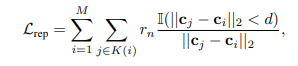 $$\mathcal{L}_{\text{rep}} = \sum_{i=1}^{M} \sum_{j \in K(i)} r_n \frac{\mathbb{I}(||\mathbf{c}_j - \mathbf{c}_i||_2 < d)}{||\mathbf{c}_j - \mathbf{c}_i||_2},$$